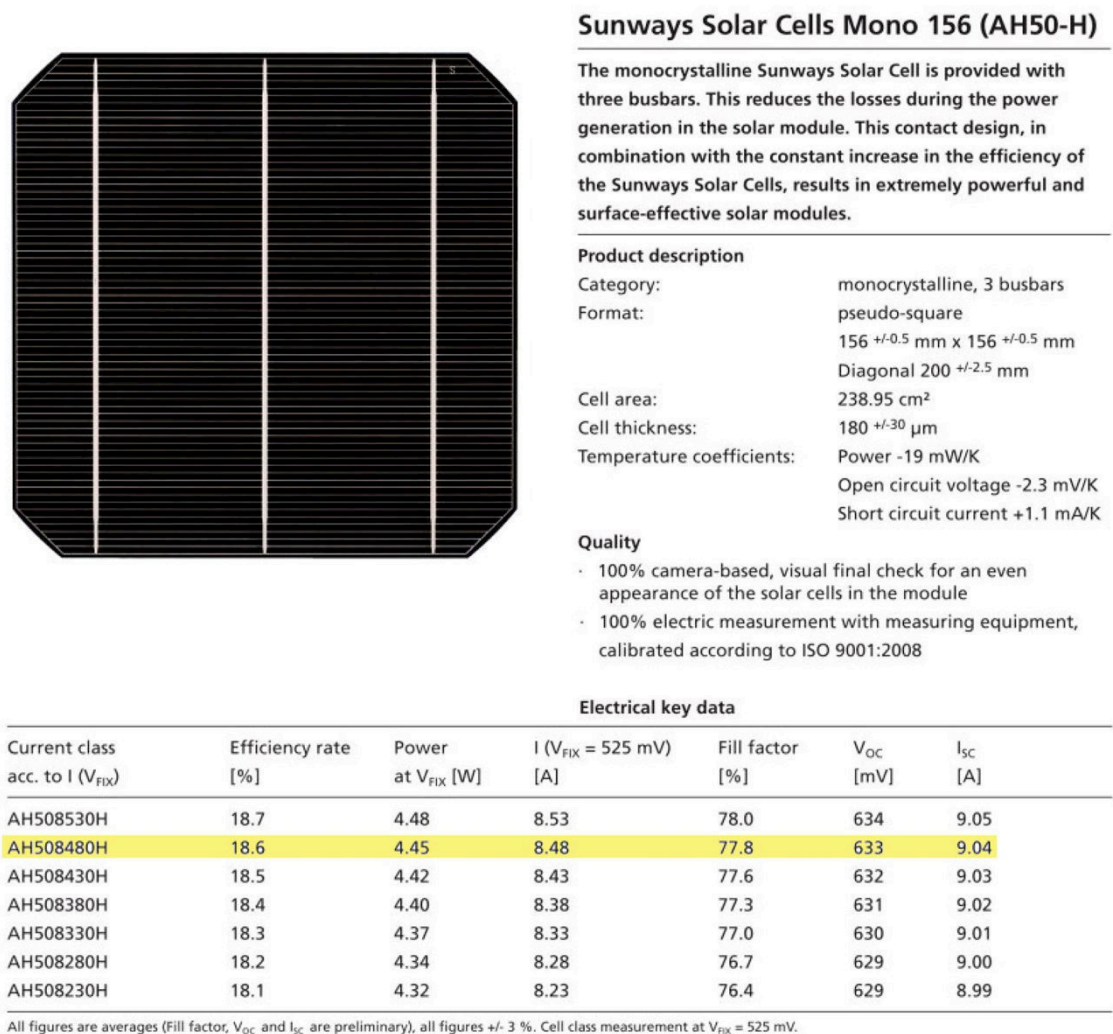 Sunways Solar Cells Mono 156 (AH50-H)
The monocrystalline Sunways Solar Cell is provided with
three busbars. This reduces the losses during the power
generation in the solar module. This contact design, in
combination with the constant increase in the efficiency of
the Sunways Solar Cells, results in extremely powerful and
surface-effective solar modules.
S
Product description
Category: monocrystalline, 3 busbars
Format: pseudo-square
156 +/-0.5 mm x 156 +/-0.5 mm
Diagonal 200 +/-2.5 mm
Cell area: 238.95 cm²
Cell thickness: 180 +/-30 µm
Temperature coefficients: Power -19 mW/K
Open circuit voltage -2.3 mV/K
Short circuit current +1.1 mA/K
Quality
· 100% camera-based, visual final check for an even
appearance of the solar cells in the module
· 100% electric measurement with measuring equipment,
calibrated according to ISO 9001:2008
Electrical key data
Current class Efficiency rate Power I (VFIX = 525 mV) Fill factor VOC ISC
acc. to I (VFIX) [%] at VFIX [W] [A] [%] [mV] [A]
AH508530H 18.7 4.48 8.53 78.0 634 9.05
AH508480H 18.6 4.45 8.48 77.8 633 9.04
AH508430H 18.5 4.42 8.43 77.6 632 9.03
AH508380H 18.4 4.40 8.38 77.3 631 9.02
AH508330H 18.3 4.37 8.33 77.0 630 9.01
AH508280H 18.2 4.34 8.28 76.7 629 9.00
AH508230H 18.1 4.32 8.23 76.4 629 8.99
All figures are averages (Fill factor, VOC and ISC are preliminary), all figures +/- 3 %. Cell class measurement at VFIX = 525 mV.